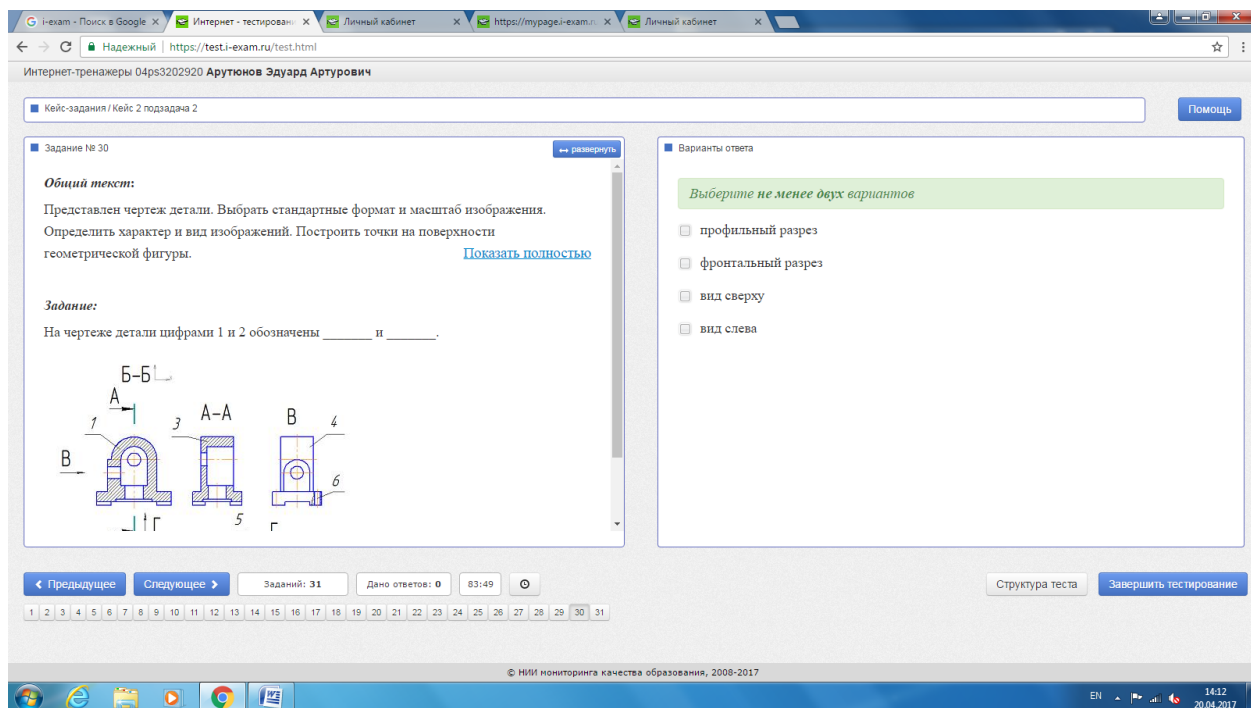 i-exam - Поиск в Google
Интернет - тестировани
Личный кабинет
https://mypage.i-exam.r
Личный кабинет
Надежный | https://test.i-exam.ru/test.html
Интернет-тренажеры 04ps3202920 Арутюнов Эдуард Артурович
Кейс-задания / Кейс 2 подзадача 2
Помощь
Задание № 30
развернуть
Общий текст:
Представлен чертеж детали. Выбрать стандартные формат и масштаб изображения.
Определить характер и вид изображений. Построить точки на поверхности
геометрической фигуры.
Показать полностью
Задание:
На чертеже детали цифрами 1 и 2 обозначены _______ и _______.
Б–Б
А
1
3
А–А
В
4
В
6
Г
5
Г
Варианты ответа
Выберите не менее двух вариантов
профильный разрез
фронтальный разрез
вид сверху
вид слева
Предыдущее
Следующее
Заданий: 31
Дано ответов: 0
83:49
Структура теста
Завершить тестирование
1 2 3 4 5 6 7 8 9 10 11 12 13 14 15 16 17 18 19 20 21 22 23 24 25 26 27 28 29 30 31
© НИИ мониторинга качества образования, 2008-2017
EN
14:12
20.04.2017